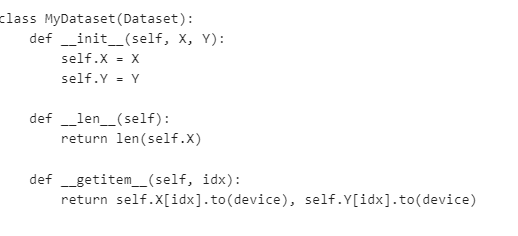 class MyDataset(Dataset):
    def __init__(self, X, Y):
        self.X = X
        self.Y = Y
    def __len__(self):
        return len(self.X)
    def __getitem__(self, idx):
        return self.X[idx].to(device), self.Y[idx].to(device)